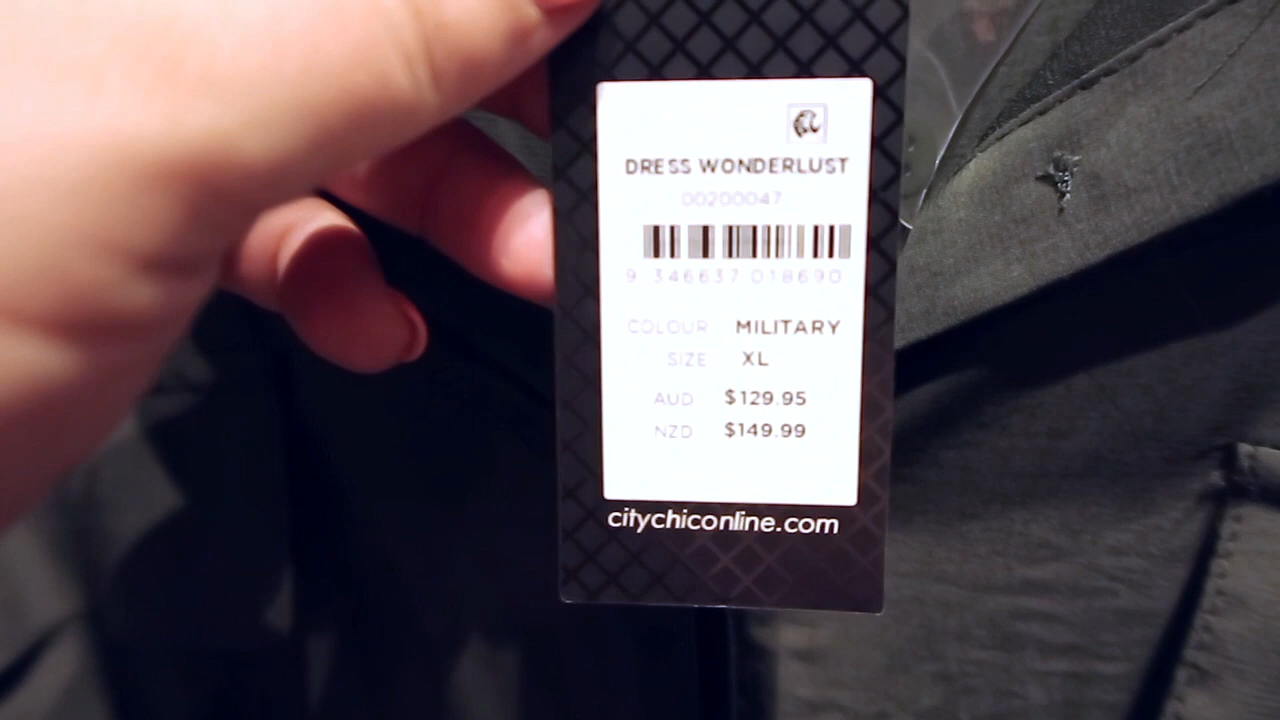 DRESS WONDERLUST
00200047
9 346637 018690
COLOUR MILITARY
SIZE XL
AUD $129.95
NZD $149.99
citychiconline.com